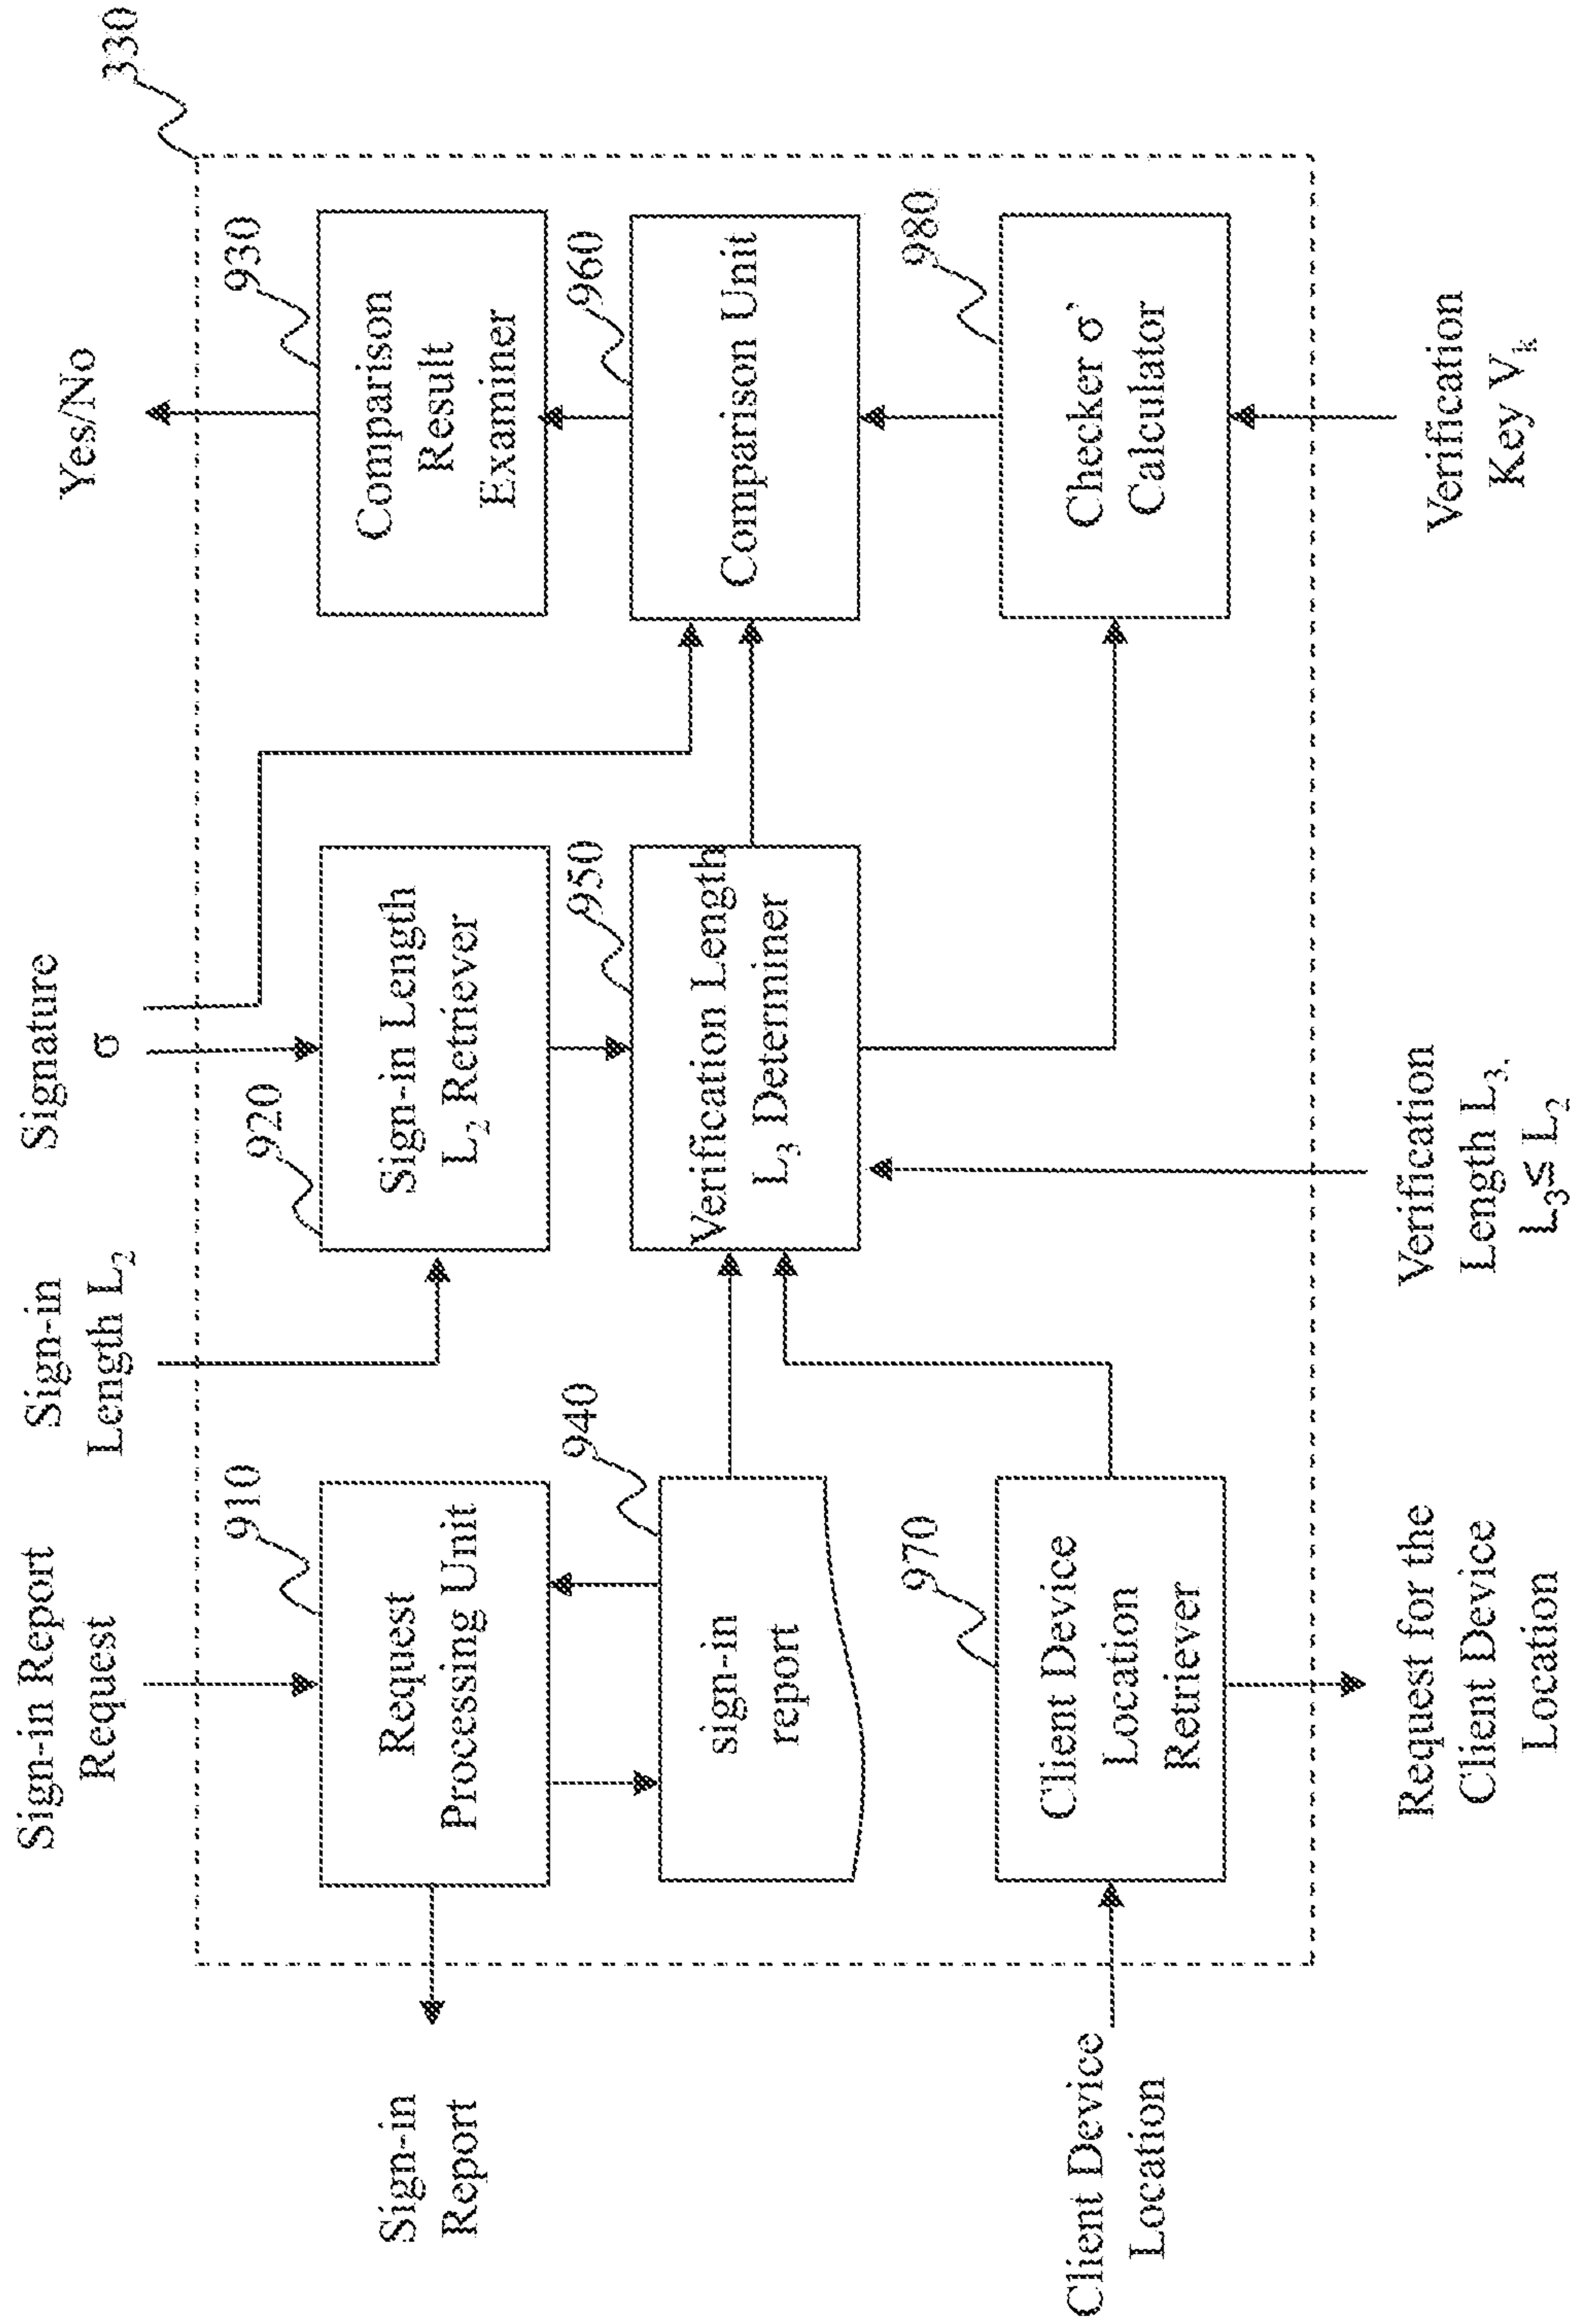 330
Sign-in Report
Request
Sign-in
Length L₂
Signature
σ
Yes/No
910
Request
Processing Unit
920
Sign-in Length
L₂ Retriever
930
Comparison
Result
Examiner
Sign-in
Report
940
sign-in
report
950
Verification Length
L₃ Determiner
960
Comparison Unit
970
Client Device
Location
Retriever
980
Checker σ'
Calculator
Client Device
Location
Request for the
Client Device
Location
Verification
Length L₃,
L₃≤ L₂
Verification
Key Vₖ